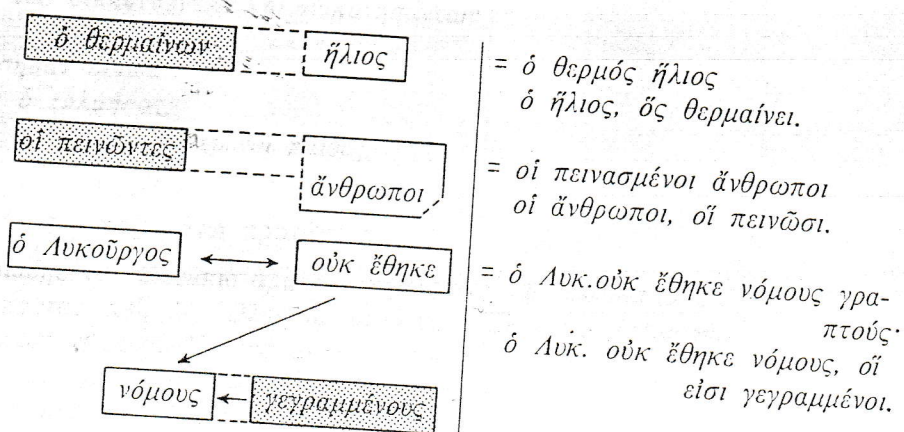 ὁ θερμαίνων ἥλιος
= ὁ θερμός ἥλιος
ὁ ἥλιος, ὅς θερμαίνει.
οἱ πεινῶντες ἄνθρωποι
= οἱ πεινασμένοι ἄνθρωποι
οἱ ἄνθρωποι, οἵ πεινῶσι.
ὁ Λυκοῦργος οὐκ ἔθηκε
νόμους γεγραμμένους
= ὁ Λυκ.οὐκ ἔθηκε νόμους γρα-
πτούς·
ὁ Λυκ. οὐκ ἔθηκε νόμους, οἵ
εἰσι γεγραμμένοι.